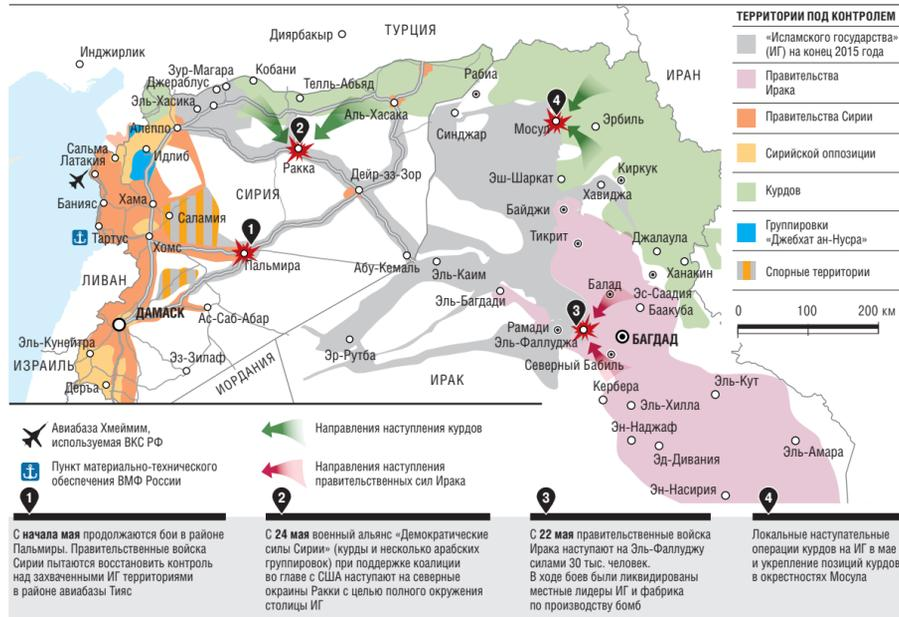 ТУРЦИЯ
Диярбакыр
Инджирлик
Зур-Магара
Кобани
Джераблус
Телль-Абьяд
Рабиа
ИРАН
Эль-Хасика
Аль-Хасака
Алеппо
Синджар
Мосул
4
Эрбиль
2
Ракка
Сальма
Идлиб
Латакия
Дейр-эз-Зор
Эш-Шаркат
Киркук
Хавиджа
СИРИЯ
Банияс
Хама
Саламия
Байджи
1
Тартус
Хомс
Тикрит
Джалаула
Пальмира
Абу-Кемаль
Эль-Каим
Ханакин
ЛИВАН
Балад
Эс-Саадия
Эль-Багдади
Баакуба
ДАМАСК
Ас-Саб-Абар
3
Рамади
Эль-Фаллуджа
БАГДАД
Эль-Кунейтра
Эр-Рутба
Северный Бабиль
ИЗРАИЛЬ
Эз-Зилаф
ИОРДАНИЯ
ИРАК
Деръа
Кербера
Эль-Кут
Эль-Хилла
Эн-Наджаф
Эд-Дивания
Эль-Амара
Эн-Насирия
ТЕРРИТОРИИ ПОД КОНТРОЛЕМ
«Исламского государства»
(ИГ) на конец 2015 года
Правительства
Ирака
Правительства Сирии
Сирийской оппозиции
Курдов
Группировки
«Джебхат ан-Нусра»
Спорные территории
0 100 200 км
Авиабаза Хмеймим,
используемая ВКС РФ
Пункт материально-технического
обеспечения ВМФ России
Направления наступления курдов
Направления наступления
правительственных сил Ирака
1
С начала мая продолжаются бои в районе
Пальмиры. Правительственные войска
Сирии пытаются восстановить контроль
над захваченными ИГ территориями
в районе авиабазы Тияс
2
С 24 мая военный альянс «Демократические
силы Сирии» (курды и несколько арабских
группировок) при поддержке коалиции
во главе с США наступают на северные
окраины Ракки с целью полного окружения
столицы ИГ
3
С 22 мая правительственные войска
Ирака наступают на Эль-Фаллуджу
силами 30 тыс. человек.
В ходе боев были ликвидированы
местные лидеры ИГ и фабрика
по производству бомб
4
Локальные наступательные
операции курдов на ИГ в мае
и укрепление позиций курдов
в окрестностях Мосула